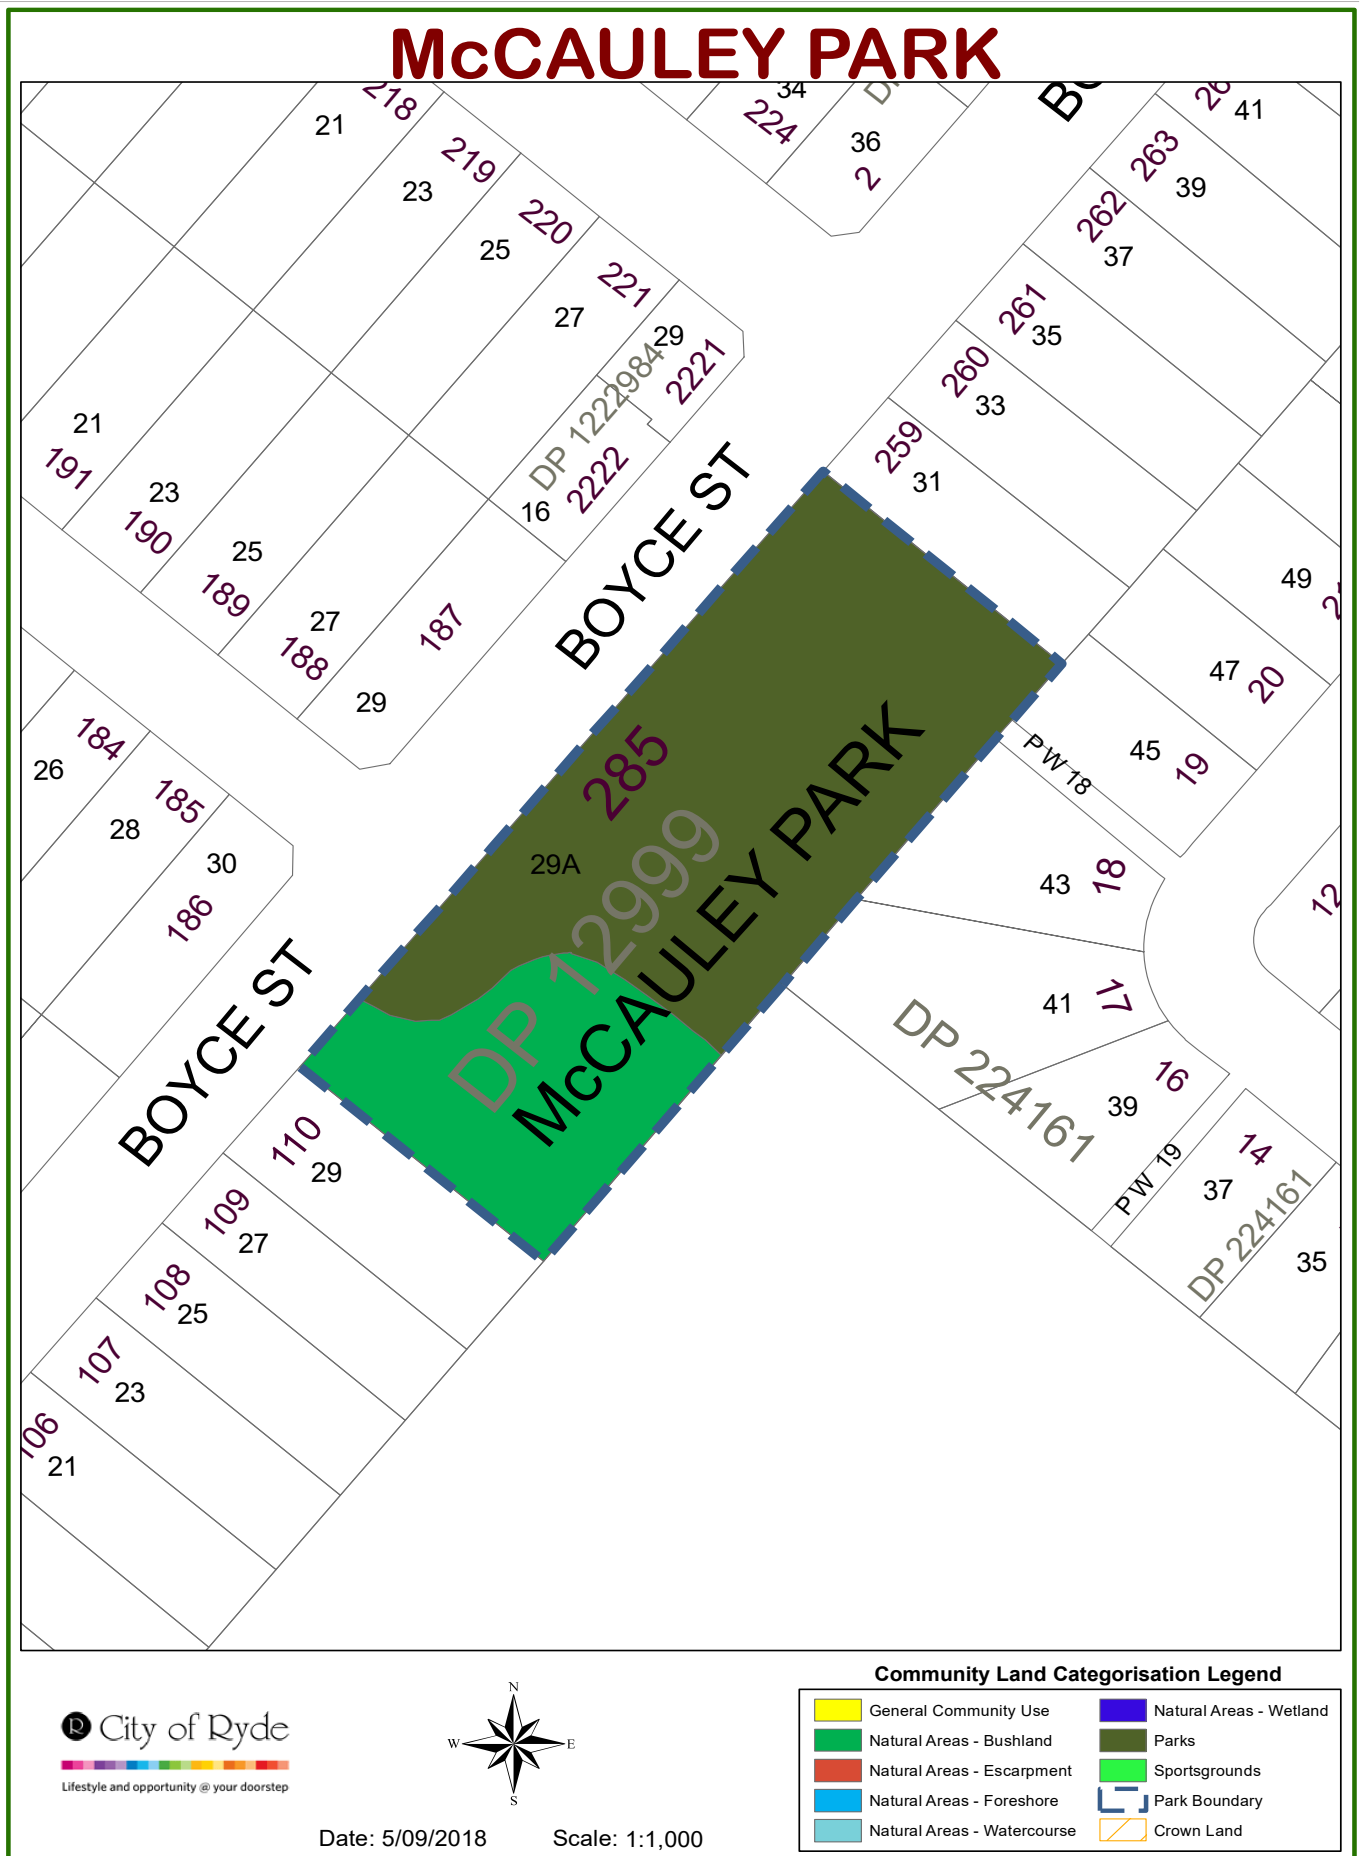 McCAULEY PARK
218
21
219
23
220
25
221
27
29
2221
DP 1222984
2222
16
34
224
36
2
41
263
39
262
37
261
35
260
33
259
31
21
191
23
190
25
189
27
188
187
29
BOYCE ST
49
47
20
45
19
PW 18
43
18
41
17
DP 224161
16
39
PW 19
14
37
DP 224161
35
12
184
26
185
28
30
186
285
29A
DP 12999
McCAULEY PARK
BOYCE ST
110
29
109
27
108
25
107
23
106
21
City of Ryde
Lifestyle and opportunity @ your doorstep
N
W
E
S
Date: 5/09/2018
Scale: 1:1,000
Community Land Categorisation Legend
General Community Use
Natural Areas - Bushland
Natural Areas - Escarpment
Natural Areas - Foreshore
Natural Areas - Watercourse
Natural Areas - Wetland
Parks
Sportsgrounds
Park Boundary
Crown Land